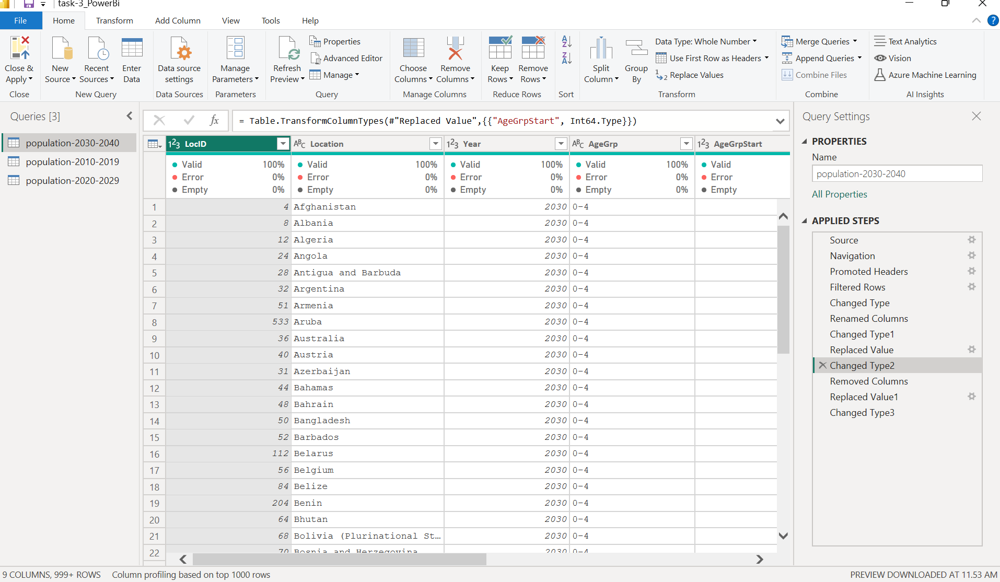 task-3_PowerBi
File Home Transform Add Column View Tools Help
Close & Apply
Close
New Source
Recent Sources
Enter Data
New Query
Data source settings
Data Sources
Manage Parameters
Parameters
Refresh Preview
Properties
Advanced Editor
Manage
Query
Choose Columns
Remove Columns
Manage Columns
Keep Rows
Remove Rows
Reduce Rows
Sort
Split Column
Group By
Data Type: Whole Number
Use First Row as Headers
Replace Values
Transform
Merge Queries
Append Queries
Combine Files
Combine
Text Analytics
Vision
Azure Machine Learning
AI Insights
Queries [3]
population-2030-2040
population-2010-2019
population-2020-2029
fx = Table.TransformColumnTypes(#"Replaced Value",{{"AgeGrpStart", Int64.Type}})
123 LocID ABC Location 123 Year ABC AgeGrp 123 AgeGrpStart
Valid 100% Valid 100% Valid 100% Valid 100% Valid
Error 0% Error 0% Error 0% Error 0% Error
Empty 0% Empty 0% Empty 0% Empty 0% Empty
1 4 Afghanistan 2030 0-4
2 8 Albania 2030 0-4
3 12 Algeria 2030 0-4
4 24 Angola 2030 0-4
5 28 Antigua and Barbuda 2030 0-4
6 32 Argentina 2030 0-4
7 51 Armenia 2030 0-4
8 533 Aruba 2030 0-4
9 36 Australia 2030 0-4
10 40 Austria 2030 0-4
11 31 Azerbaijan 2030 0-4
12 44 Bahamas 2030 0-4
13 48 Bahrain 2030 0-4
14 50 Bangladesh 2030 0-4
15 52 Barbados 2030 0-4
16 112 Belarus 2030 0-4
17 56 Belgium 2030 0-4
18 84 Belize 2030 0-4
19 204 Benin 2030 0-4
20 64 Bhutan 2030 0-4
21 68 Bolivia (Plurinational St... 2030 0-4
22 70 Bosnia and Herzegovina 2030 0-4
Query Settings
PROPERTIES
Name
population-2030-2040
All Properties
APPLIED STEPS
Source
Navigation
Promoted Headers
Filtered Rows
Changed Type
Renamed Columns
Changed Type1
Replaced Value
Changed Type2
Removed Columns
Replaced Value1
Changed Type3
9 COLUMNS, 999+ ROWS Column profiling based on top 1000 rows
PREVIEW DOWNLOADED AT 11.53 AM